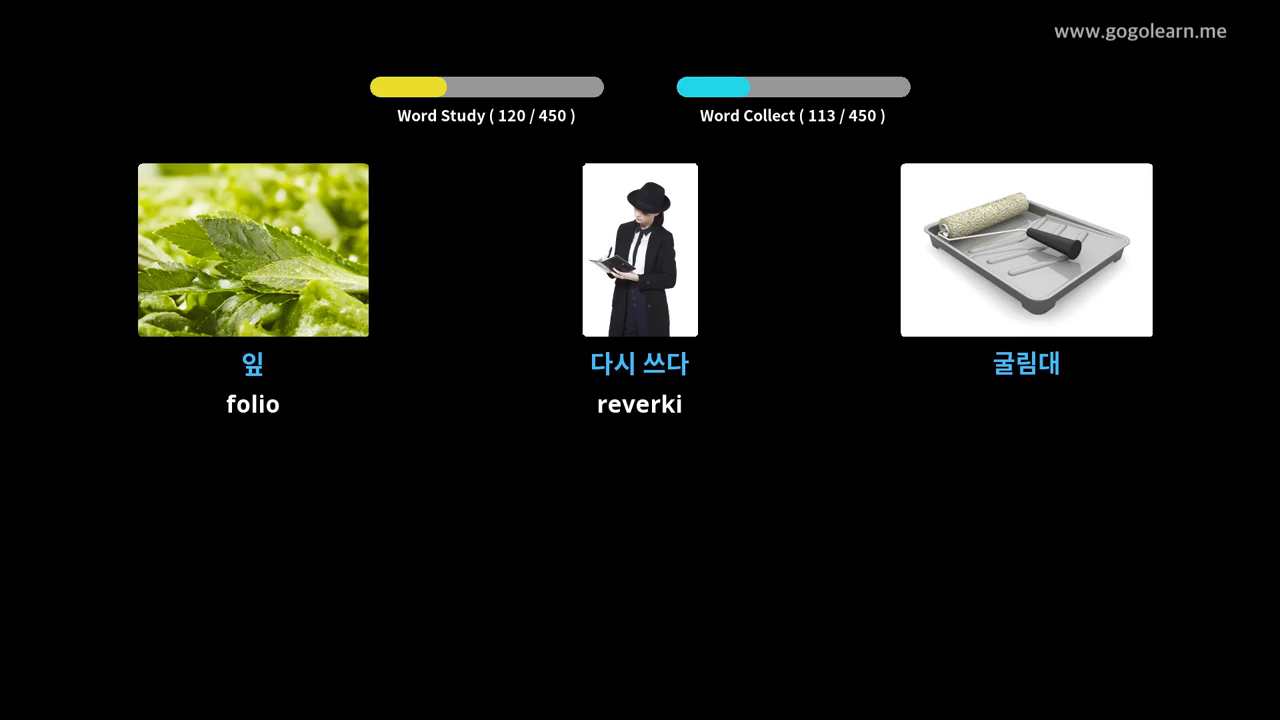 www.gogolearn.me
Word Study ( 120 / 450 )
Word Collect ( 113 / 450 )
잎
다시 쓰다
굴림대
folio
reverki